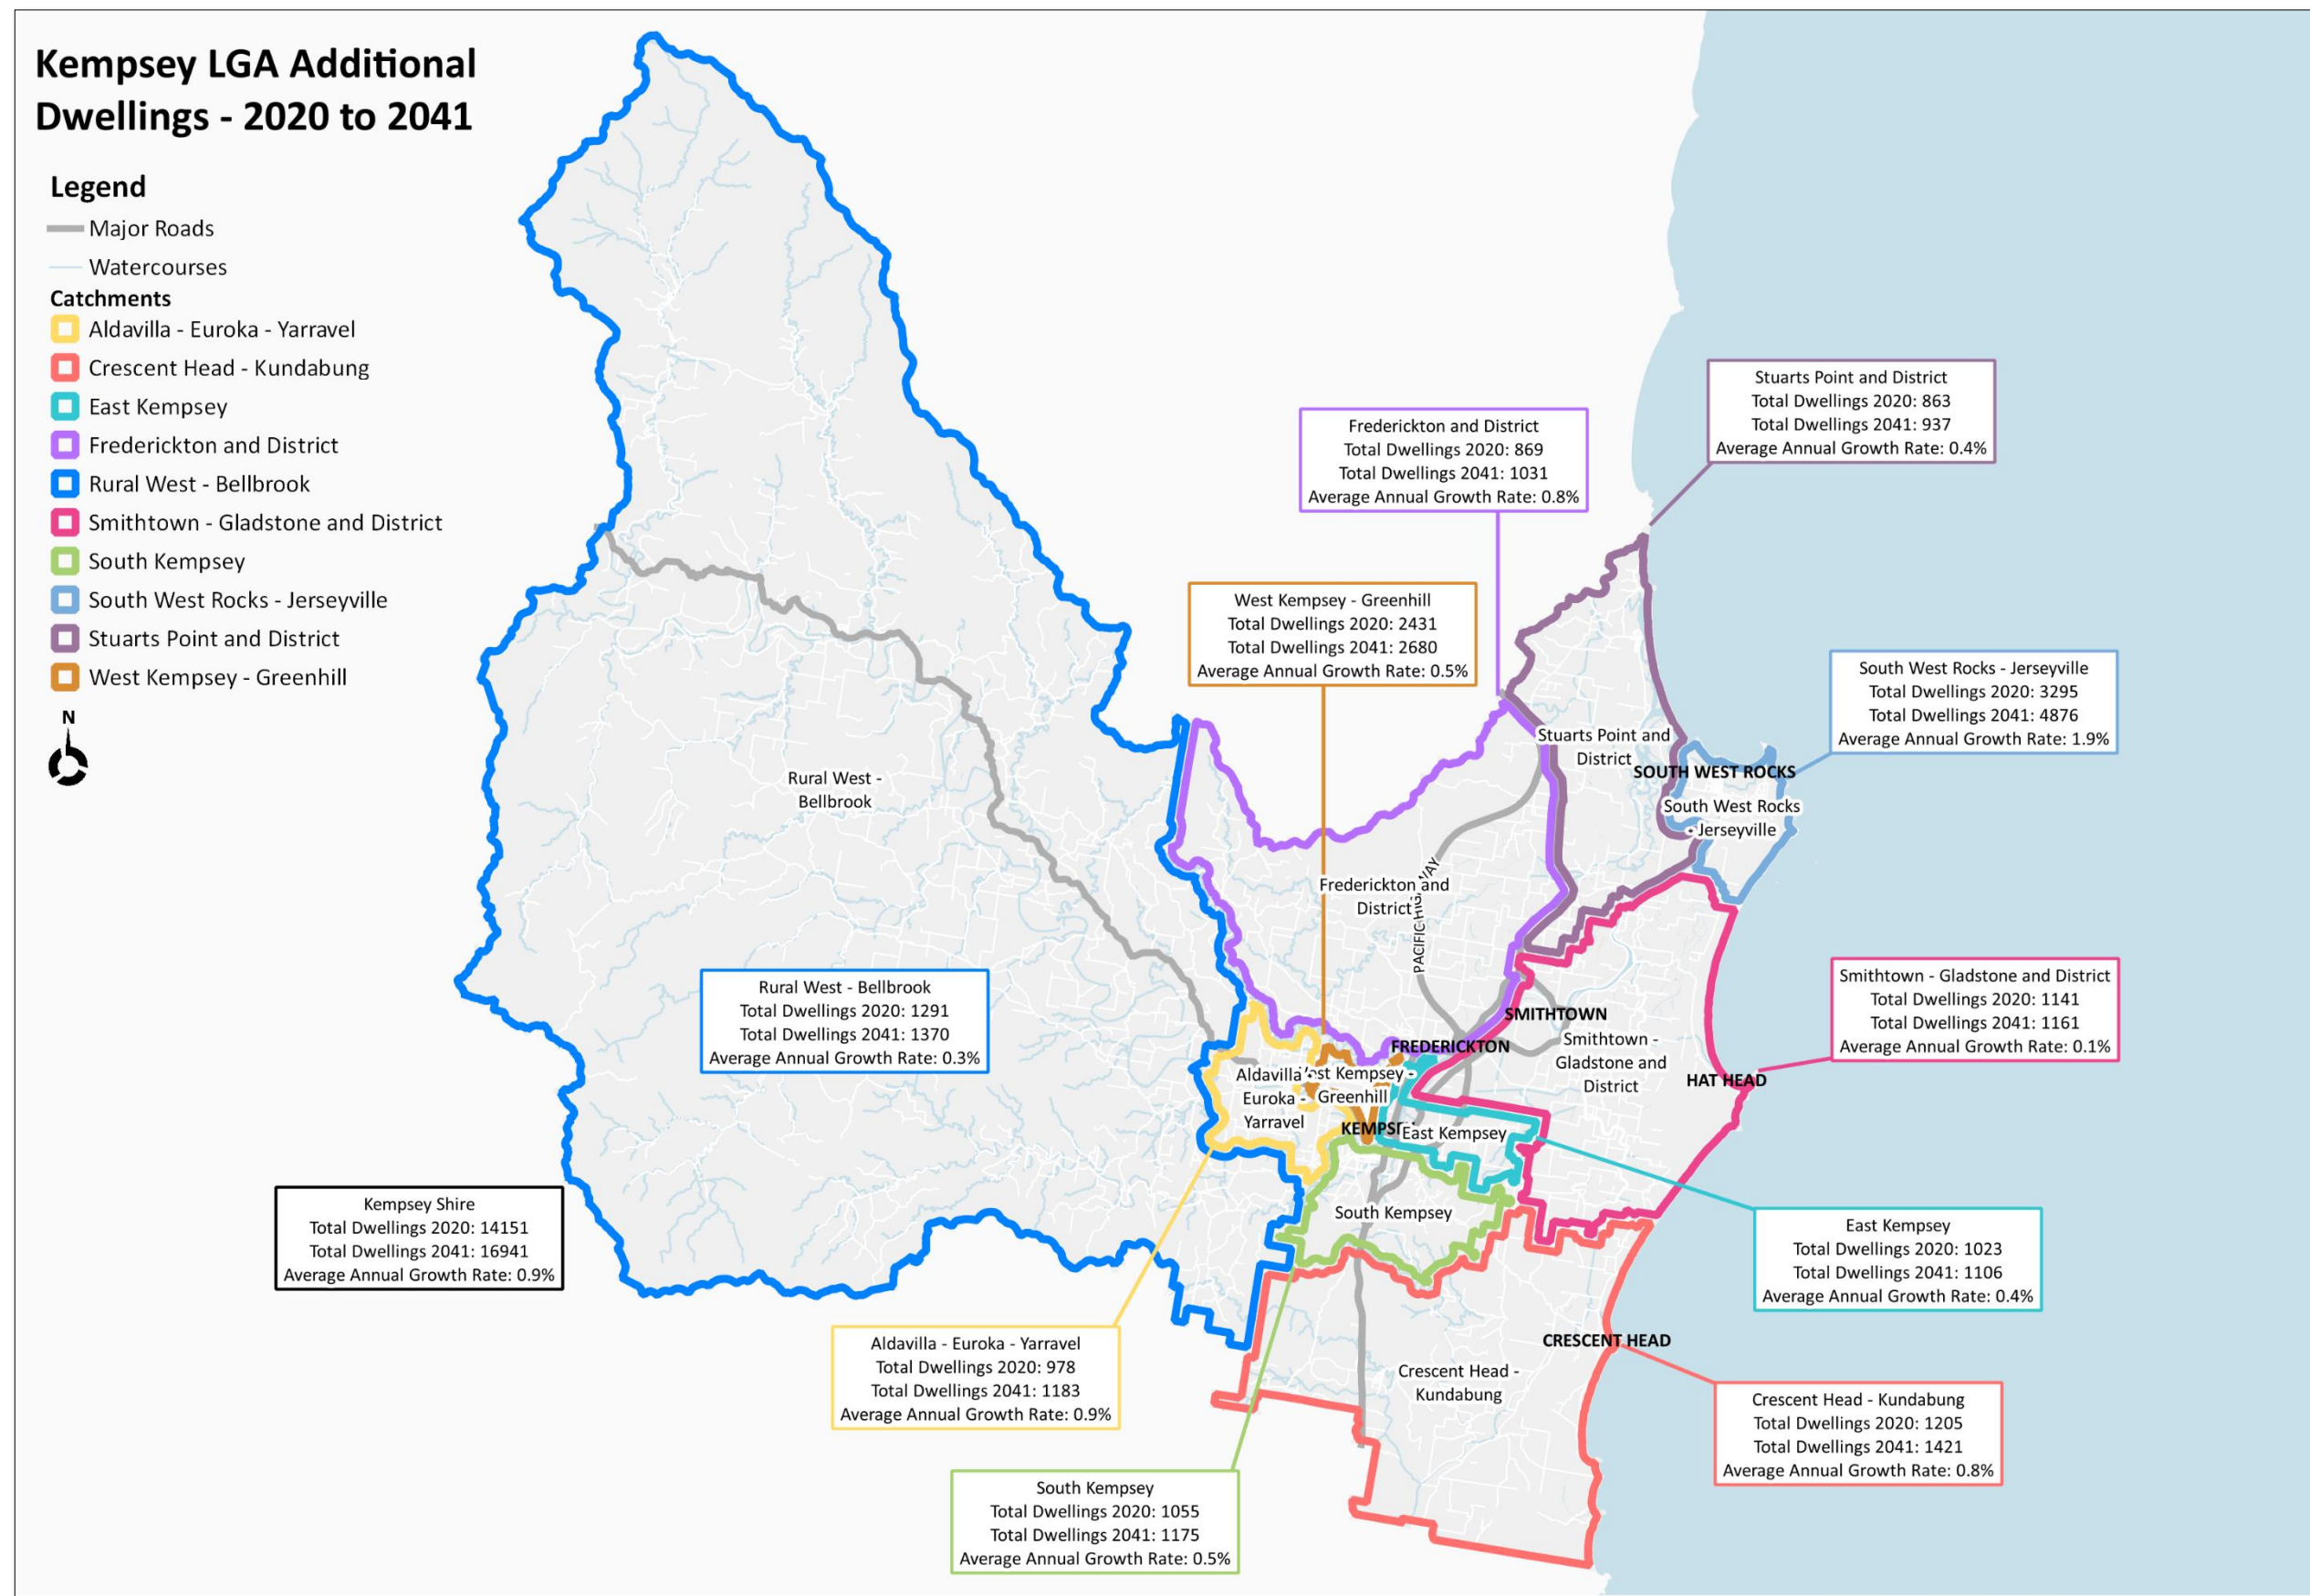 Kempsey LGA Additional
Dwellings - 2020 to 2041
Legend
Major Roads
Watercourses
Catchments
Aldavilla - Euroka - Yarravel
Crescent Head - Kundabung
East Kempsey
Frederickton and District
Rural West - Bellbrook
Smithtown - Gladstone and District
South Kempsey
South West Rocks - Jerseyville
Stuarts Point and District
West Kempsey - Greenhill
N
Stuarts Point and District
Total Dwellings 2020: 863
Total Dwellings 2041: 937
Average Annual Growth Rate: 0.4%
Frederickton and District
Total Dwellings 2020: 869
Total Dwellings 2041: 1031
Average Annual Growth Rate: 0.8%
West Kempsey - Greenhill
Total Dwellings 2020: 2431
Total Dwellings 2041: 2680
Average Annual Growth Rate: 0.5%
South West Rocks - Jerseyville
Total Dwellings 2020: 3295
Total Dwellings 2041: 4876
Average Annual Growth Rate: 1.9%
Stuarts Point and
District
SOUTH WEST ROCKS
South West Rocks
- Jerseyville
Rural West -
Bellbrook
Frederickton and
District
PACIFIC HIGHWAY
Rural West - Bellbrook
Total Dwellings 2020: 1291
Total Dwellings 2041: 1370
Average Annual Growth Rate: 0.3%
Smithtown - Gladstone and District
Total Dwellings 2020: 1141
Total Dwellings 2041: 1161
Average Annual Growth Rate: 0.1%
SMITHTOWN
Smithtown -
Gladstone and
District
FREDERICKTON
HAT HEAD
Aldavilla -
Euroka -
Yarravel
West Kempsey -
Greenhill
KEMPSEY
East Kempsey
South Kempsey
Kempsey Shire
Total Dwellings 2020: 14151
Total Dwellings 2041: 16941
Average Annual Growth Rate: 0.9%
East Kempsey
Total Dwellings 2020: 1023
Total Dwellings 2041: 1106
Average Annual Growth Rate: 0.4%
Aldavilla - Euroka - Yarravel
Total Dwellings 2020: 978
Total Dwellings 2041: 1183
Average Annual Growth Rate: 0.9%
CRESCENT HEAD
Crescent Head -
Kundabung
Crescent Head - Kundabung
Total Dwellings 2020: 1205
Total Dwellings 2041: 1421
Average Annual Growth Rate: 0.8%
South Kempsey
Total Dwellings 2020: 1055
Total Dwellings 2041: 1175
Average Annual Growth Rate: 0.5%